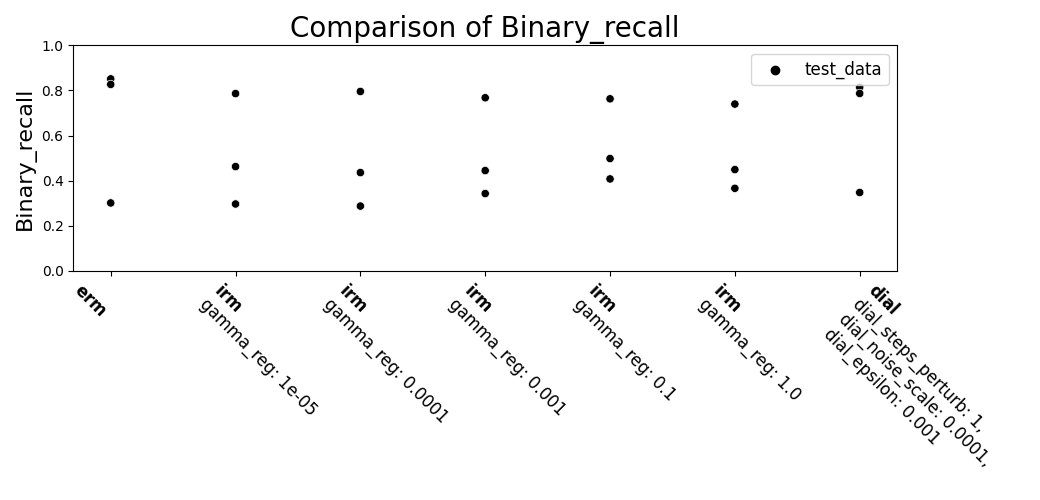 Comparison of Binary_recall
Binary_recall
1.0
0.8
0.6
0.4
0.2
0.0
test_data
erm
irm
gamma_reg: 1e-05
irm
gamma_reg: 0.0001
irm
gamma_reg: 0.001
irm
gamma_reg: 0.1
irm
gamma_reg: 1.0
dial
dial_steps_perturb: 1,
dial_noise_scale: 0.0001,
dial_epsilon: 0.001